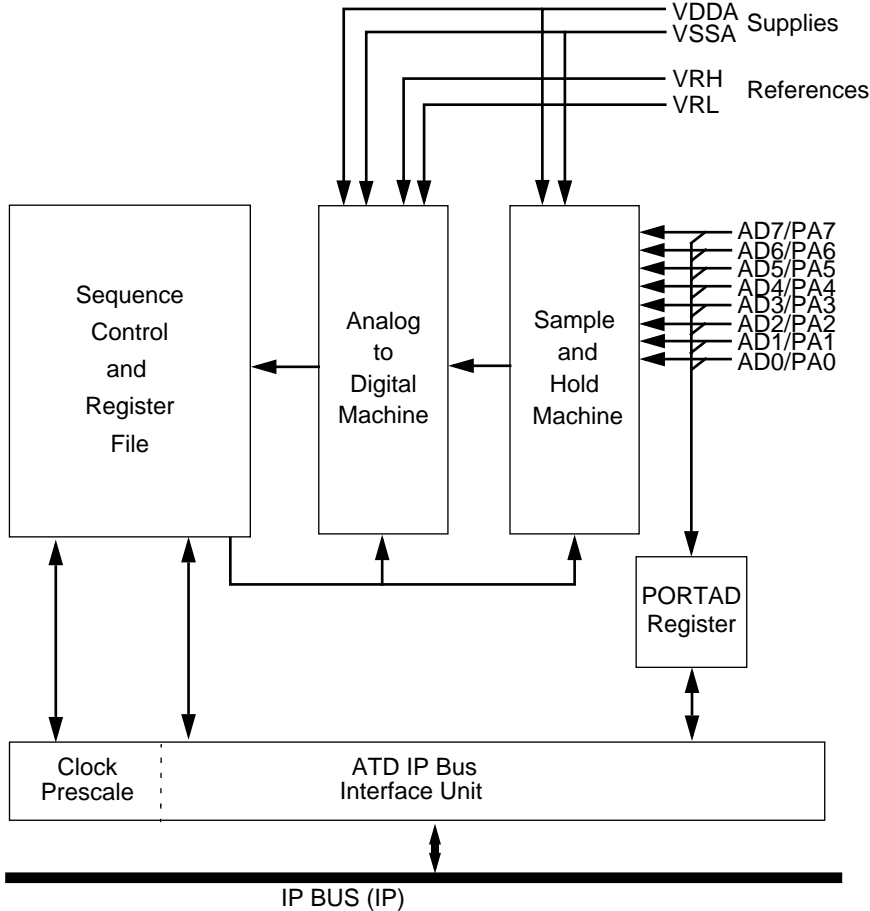 VDDA
VSSA
Supplies
VRH
VRL
References
AD7/PA7
AD6/PA6
AD5/PA5
AD4/PA4
AD3/PA3
AD2/PA2
AD1/PA1
AD0/PA0
Sequence
Control
and
Register
File
Analog
to
Digital
Machine
Sample
and
Hold
Machine
PORTAD
Register
Clock
Prescale
ATD IP Bus
Interface Unit
IP BUS (IP)